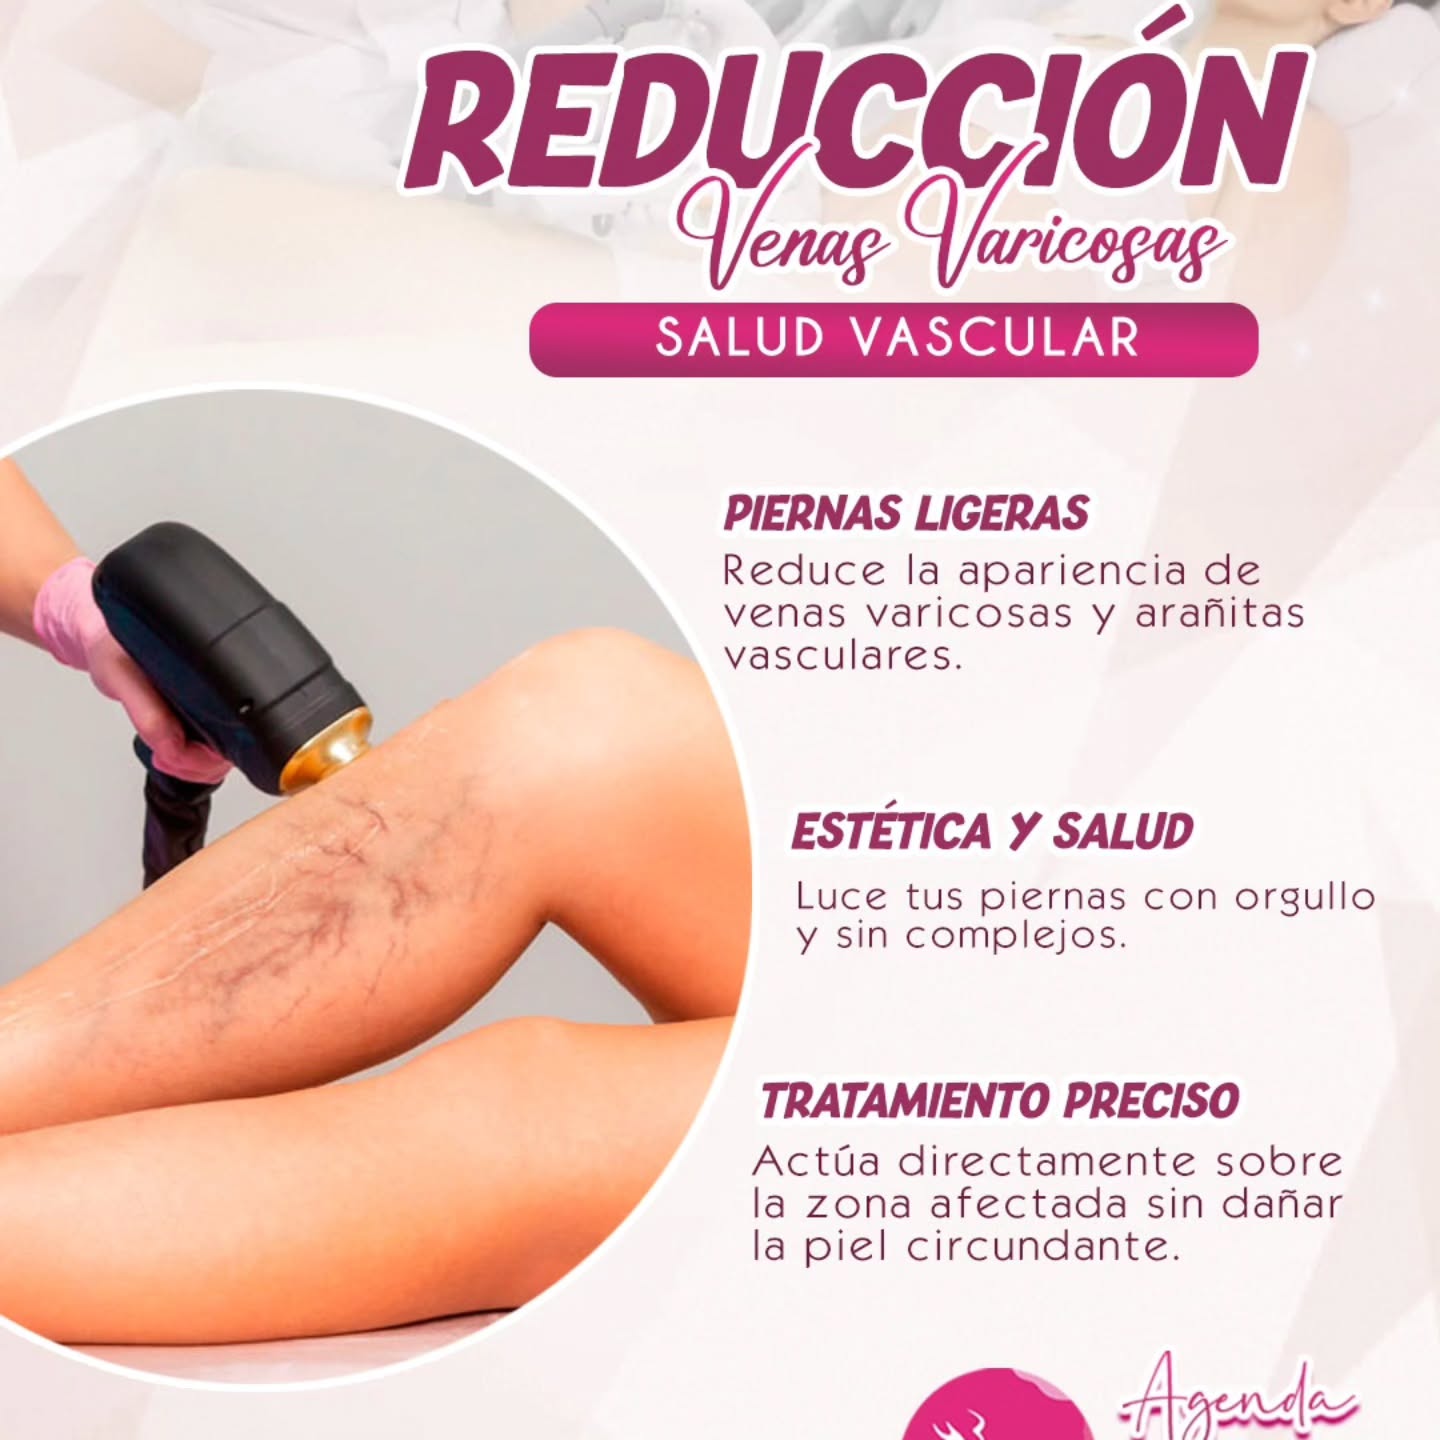 REDUCCIÓN
Venas Varicosas
SALUD VASCULAR
PIERNAS LIGERAS
Reduce la apariencia de
venas varicosas y arañitas
vasculares.
ESTÉTICA Y SALUD
Luce tus piernas con orgullo
y sin complejos.
TRATAMIENTO PRECISO
Actúa directamente sobre
la zona afectada sin dañar
la piel circundante.
Agenda